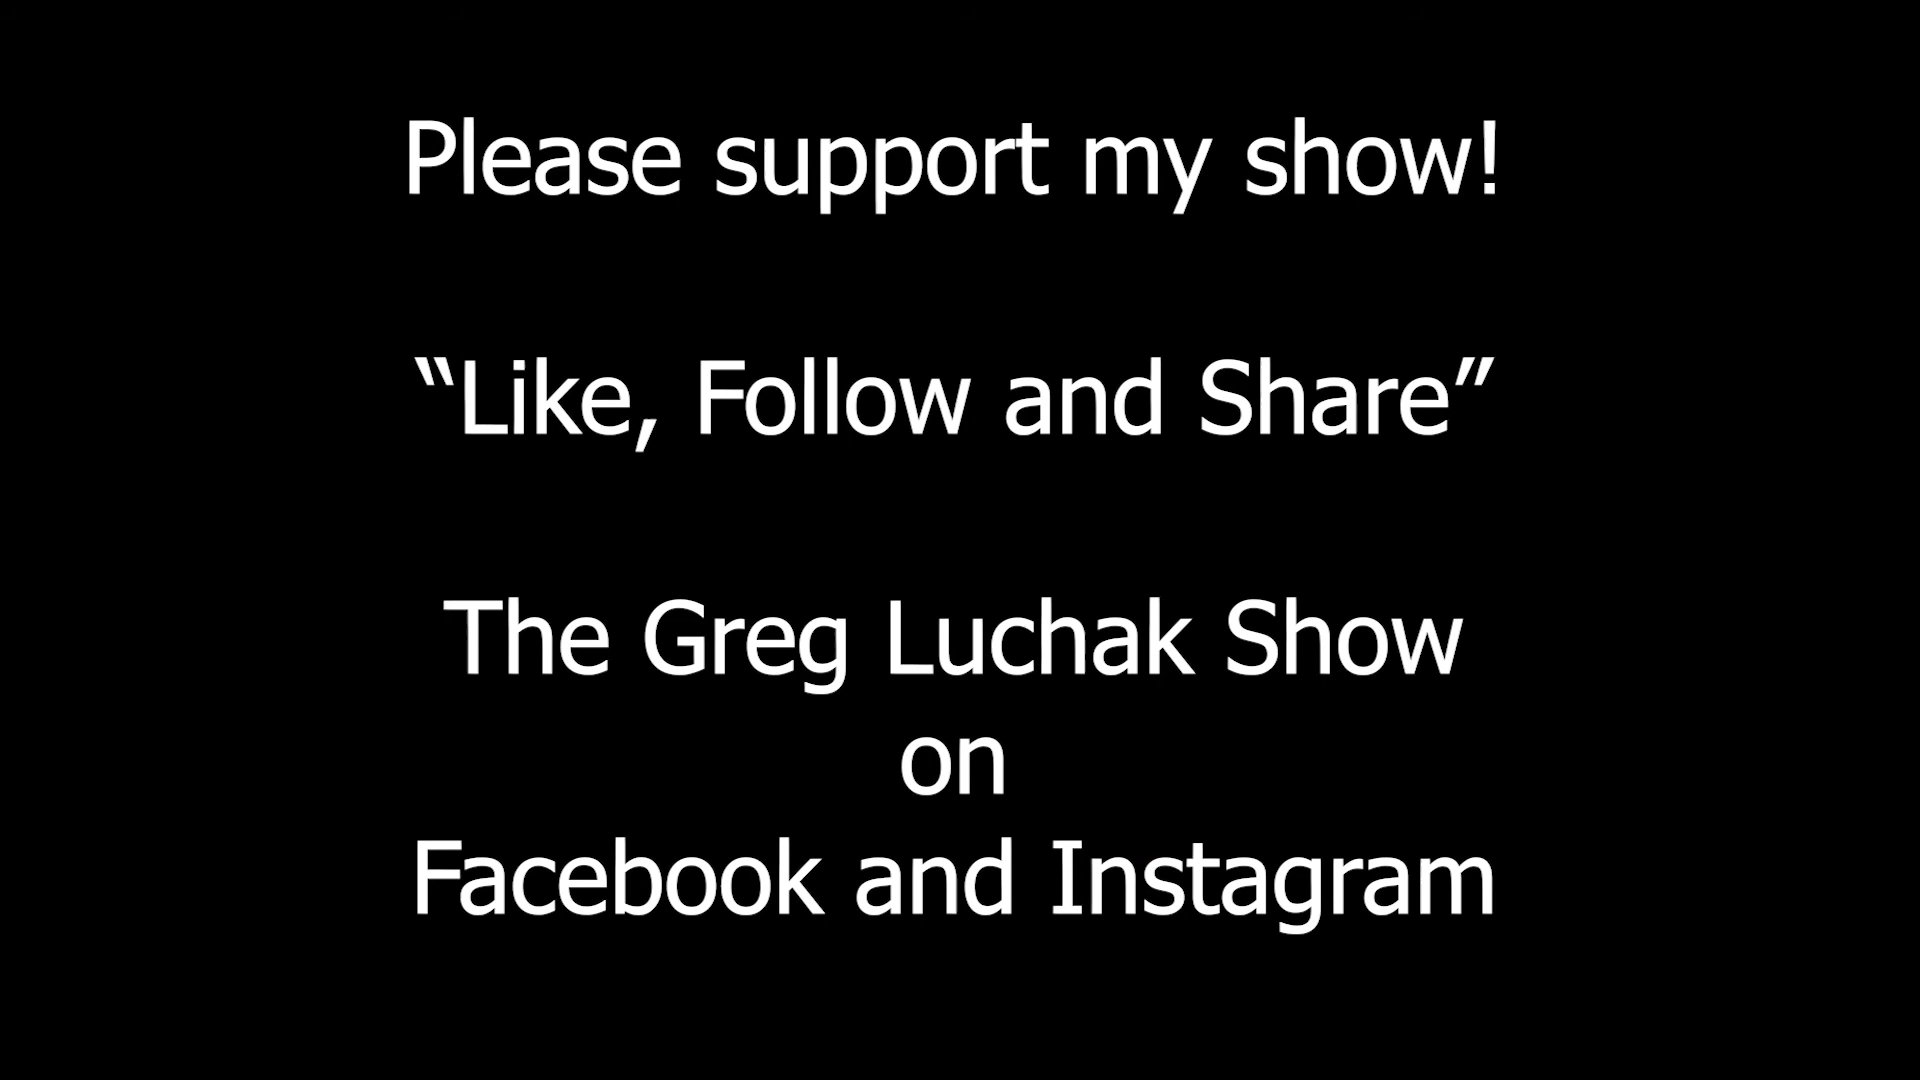 Please support my show!
“Like, Follow and Share”
The Greg Luchak Show
on
Facebook and Instagram